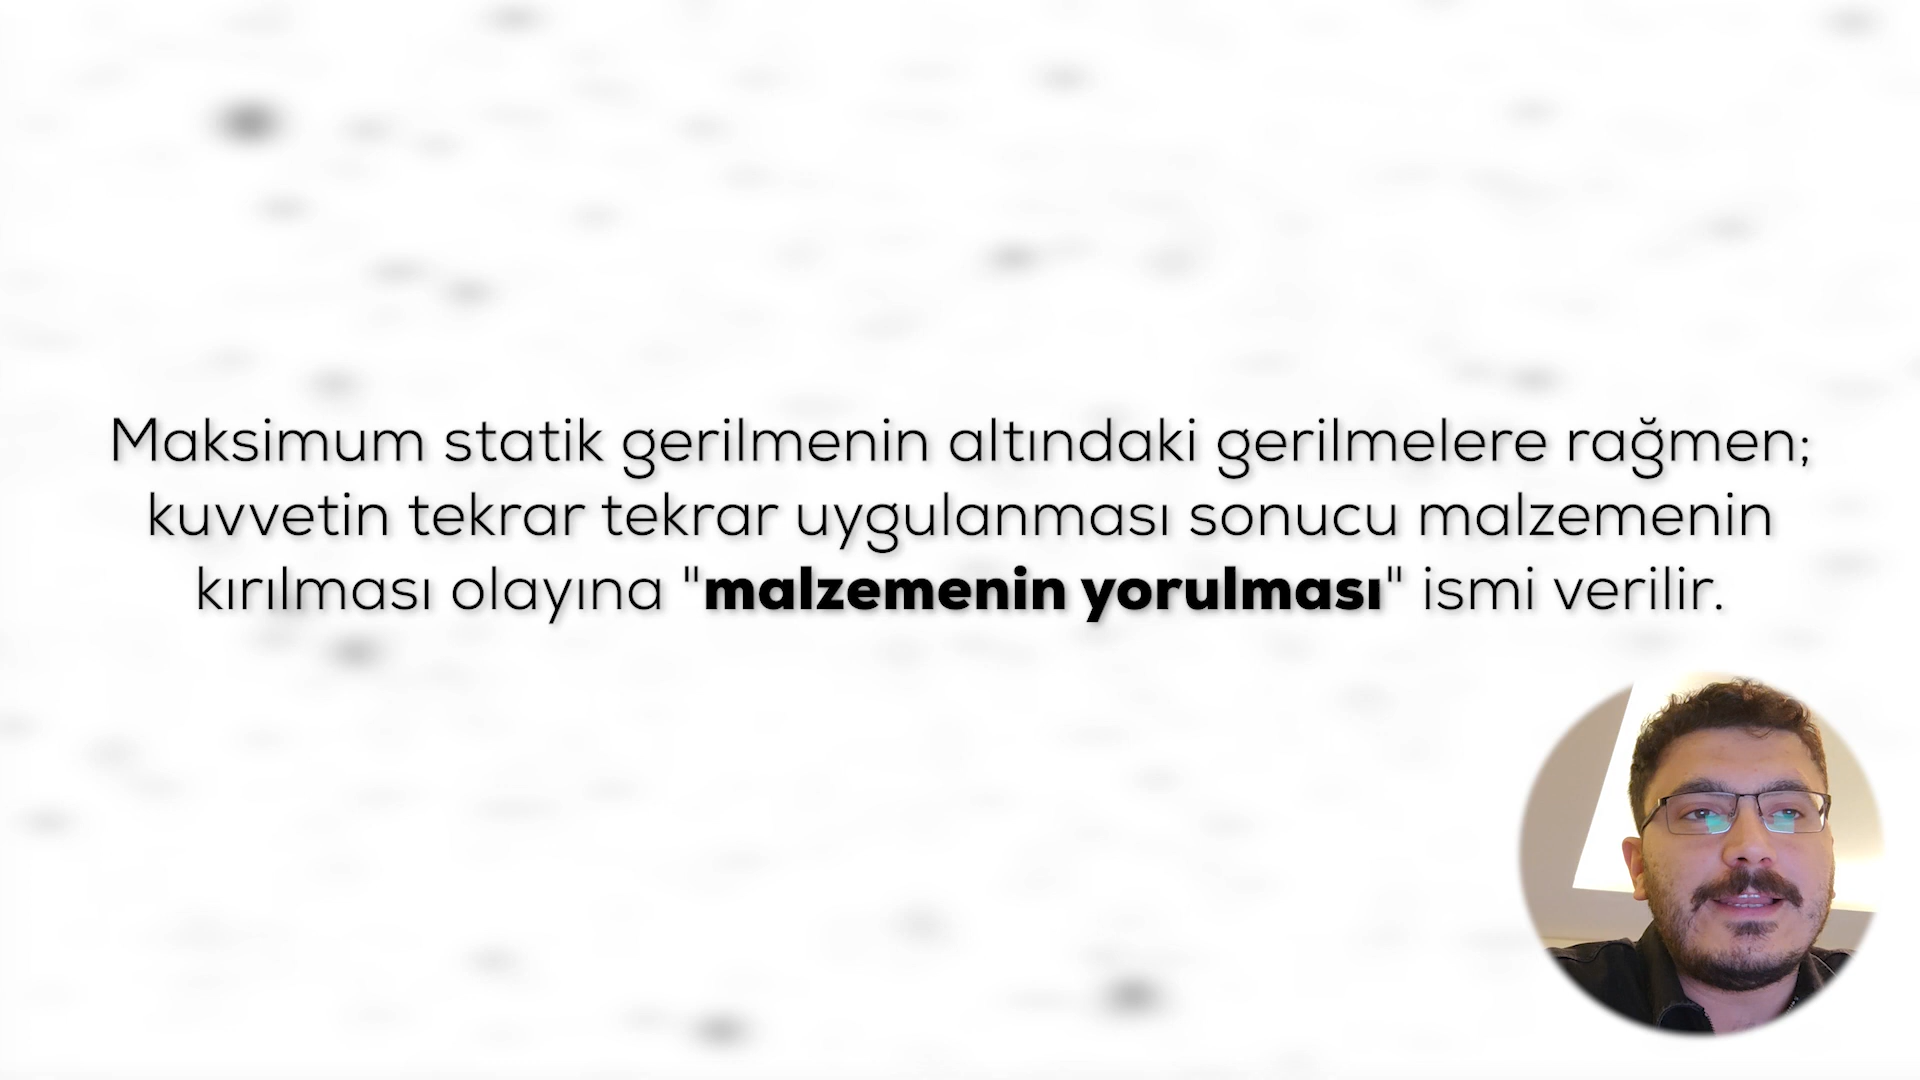 Maksimum statik gerilmenin altındaki gerilmelere rağmen;
kuvvetin tekrar tekrar uygulanması sonucu malzemenin
kırılması olayına "malzemenin yorulması" ismi verilir.